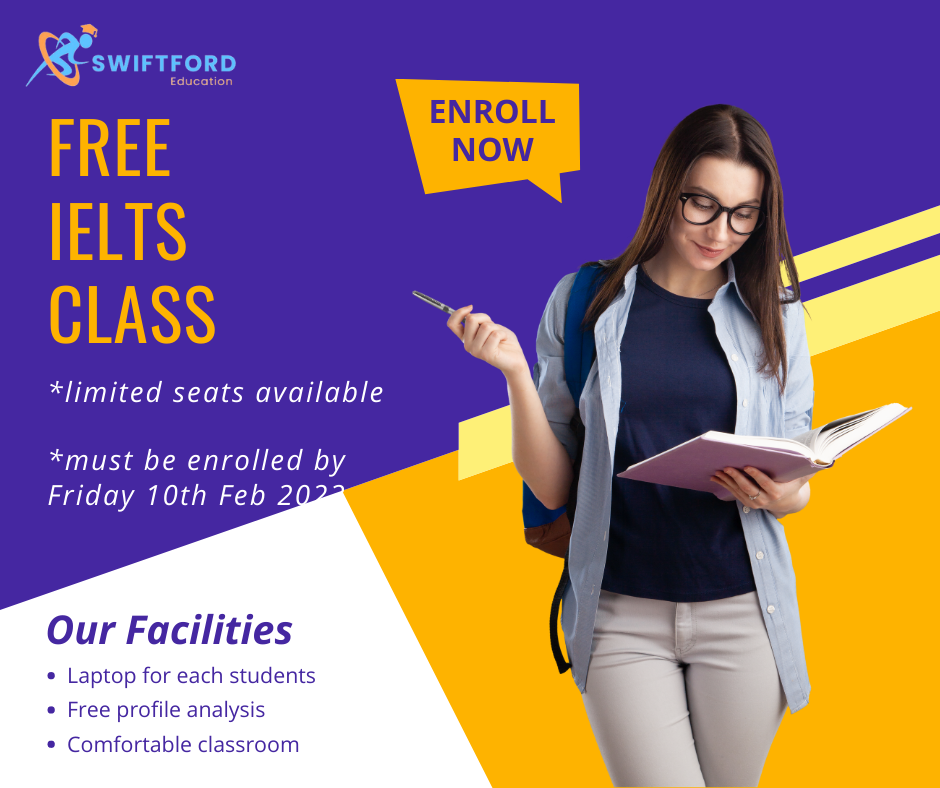 SWIFTFORD
Education
FREE
IELTS
CLASS
ENROLL
NOW
*limited seats available
*must be enrolled by
Friday 10th Feb 2023
Our Facilities
• Laptop for each students
• Free profile analysis
• Comfortable classroom